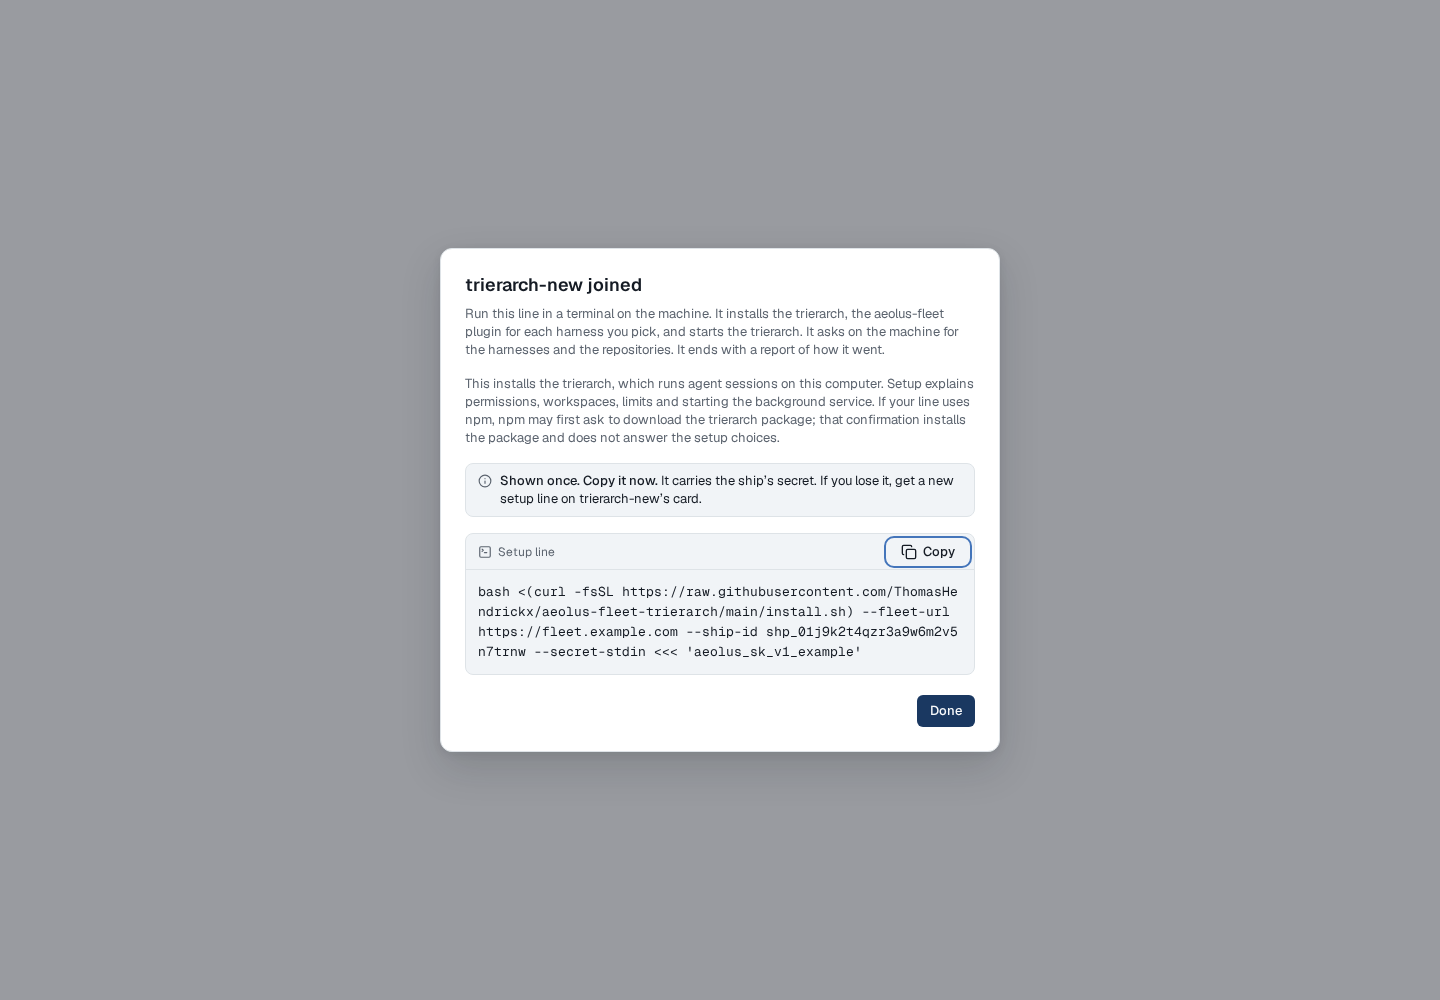 trierarch-new joined
Run this line in a terminal on the machine. It installs the trierarch, the aeolus-fleet
plugin for each harness you pick, and starts the trierarch. It asks on the machine for
the harnesses and the repositories. It ends with a report of how it went.
This installs the trierarch, which runs agent sessions on this computer. Setup explains
permissions, workspaces, limits and starting the background service. If your line uses
npm, npm may first ask to download the trierarch package; that confirmation installs
the package and does not answer the setup choices.
Shown once. Copy it now. It carries the ship’s secret. If you lose it, get a new
setup line on trierarch-new’s card.
Setup line
Copy
bash <(curl -fsSL https://raw.githubusercontent.com/ThomasHe
ndrickx/aeolus-fleet-trierarch/main/install.sh) --fleet-url
https://fleet.example.com --ship-id shp_01j9k2t4qzr3a9w6m2v5
n7trnw --secret-stdin <<< 'aeolus_sk_v1_example'
Done